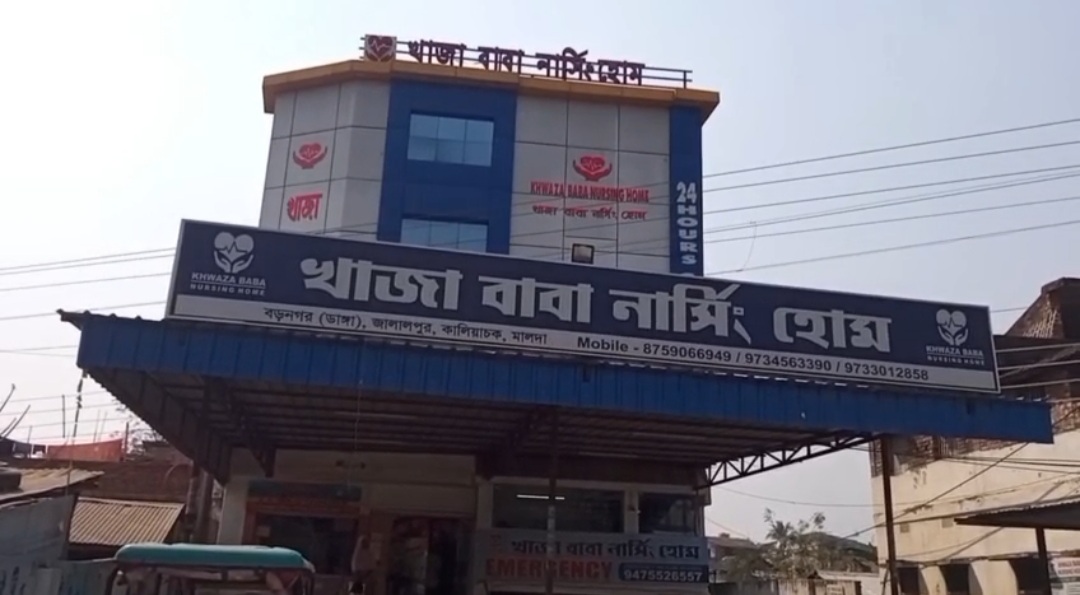 খাজা বাবা নার্সিংহোম
খাজা
KHWAZA BABA NURSING HOME
খাজা বাবা নার্সিং হোম
24 HOURS
KHWAZA BABA
NURSING HOME
খাজা বাবা নার্সিং হোম
বড়নগর (ডাঙ্গা), জালালপুর, কালিয়াচক, মালদা Mobile - 8759066949 / 9734563390 / 9733012858
KHWAZA BABA
NURSING HOME
খাজা বাবা নার্সিং হোম
EMERGENCY 9475526557